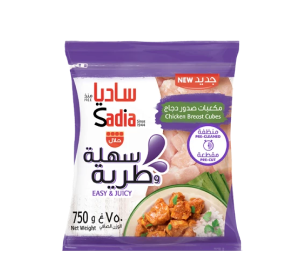 NEW جديد
ساديا
Sadia
حلال
مكعبات صدور دجاج
Chicken Breast Cubes
منظفة
PRE-CLEANED
مقطعة
PRE-CUT
سهلة
و طرية
EASY & JUICY
750 g ٧٥٠ غ
Net Weight الوزن الصافي